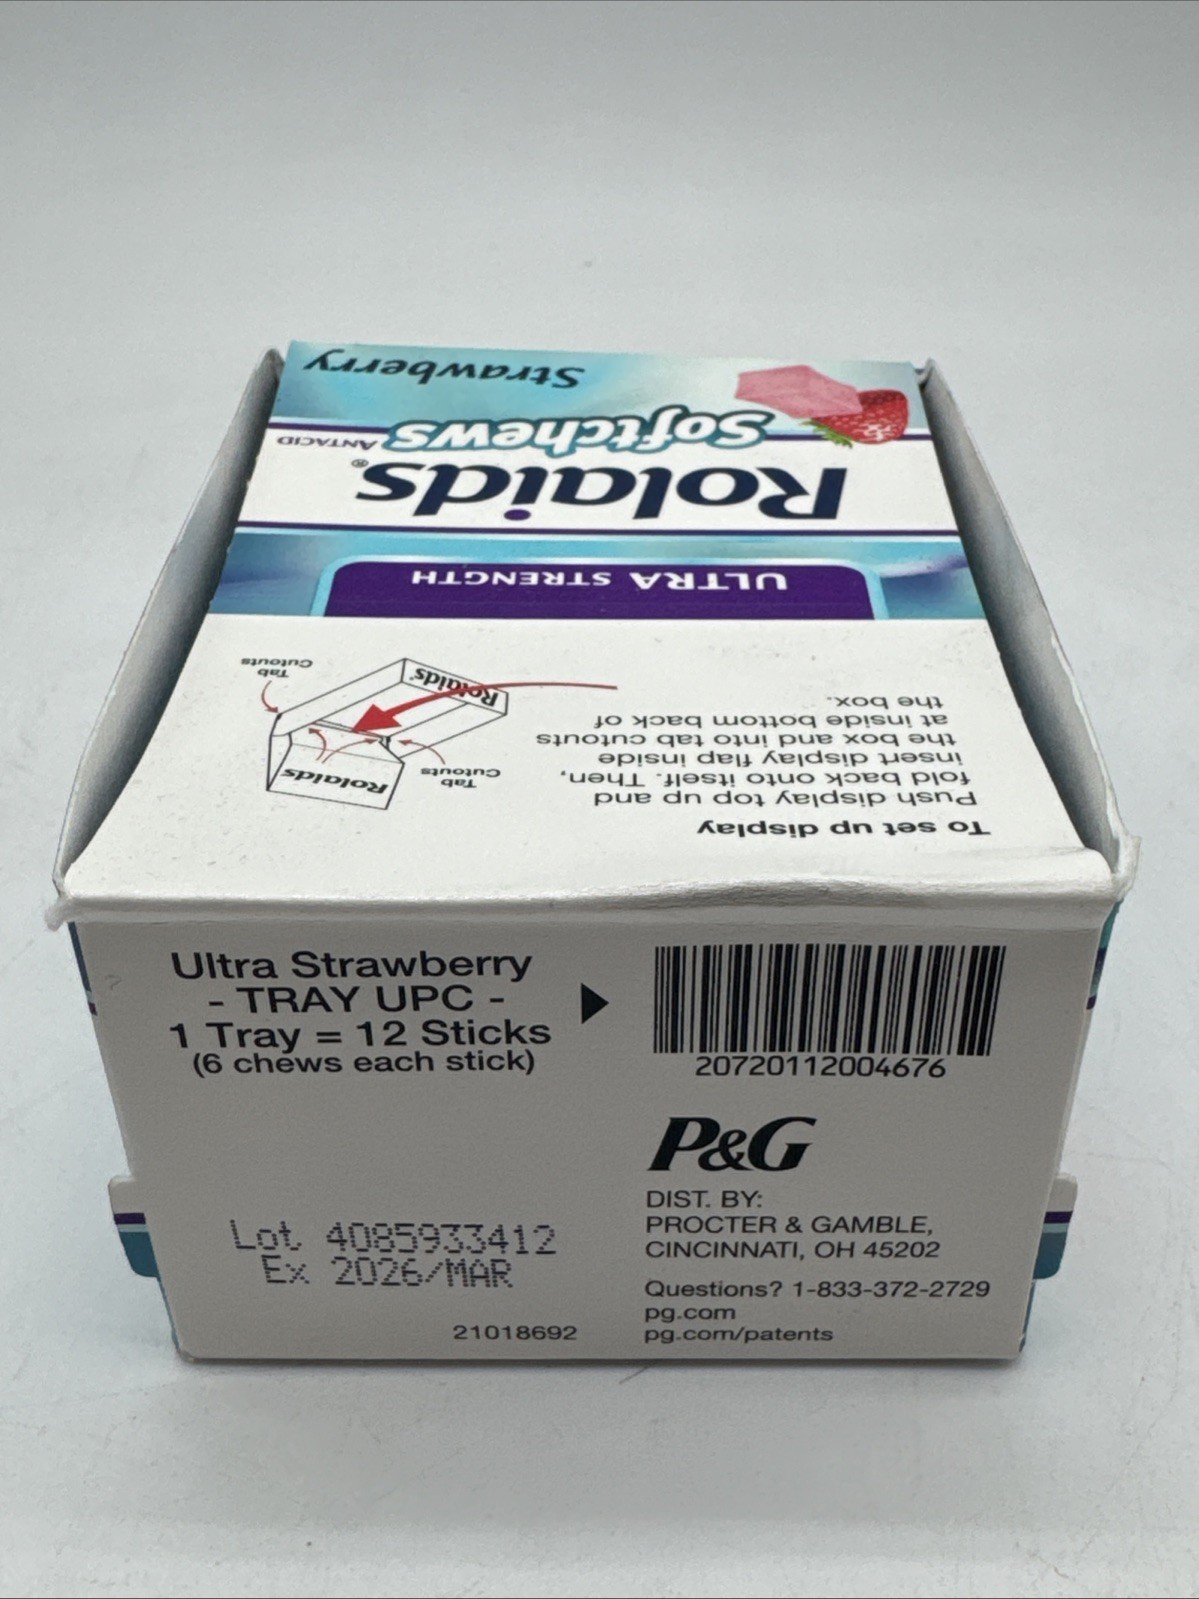 Strawberry
Softchews ANTACID
Rolaids®
ULTRA STRENGTH
Tab
Cutouts
Rolaids®
Rolaids
Tab
Cutouts
To set up display
Push display top up and
fold back onto itself. Then,
insert display flap inside
the box and into tab cutouts
at inside bottom back of
the box.
Ultra Strawberry
- TRAY UPC -
1 Tray = 12 Sticks
(6 chews each stick)
20720112004676
P&G
DIST. BY:
PROCTER & GAMBLE,
CINCINNATI, OH 45202
Questions? 1-833-372-2729
pg.com
pg.com/patents
Lot 4085933412
Ex 2026/MAR
21018692